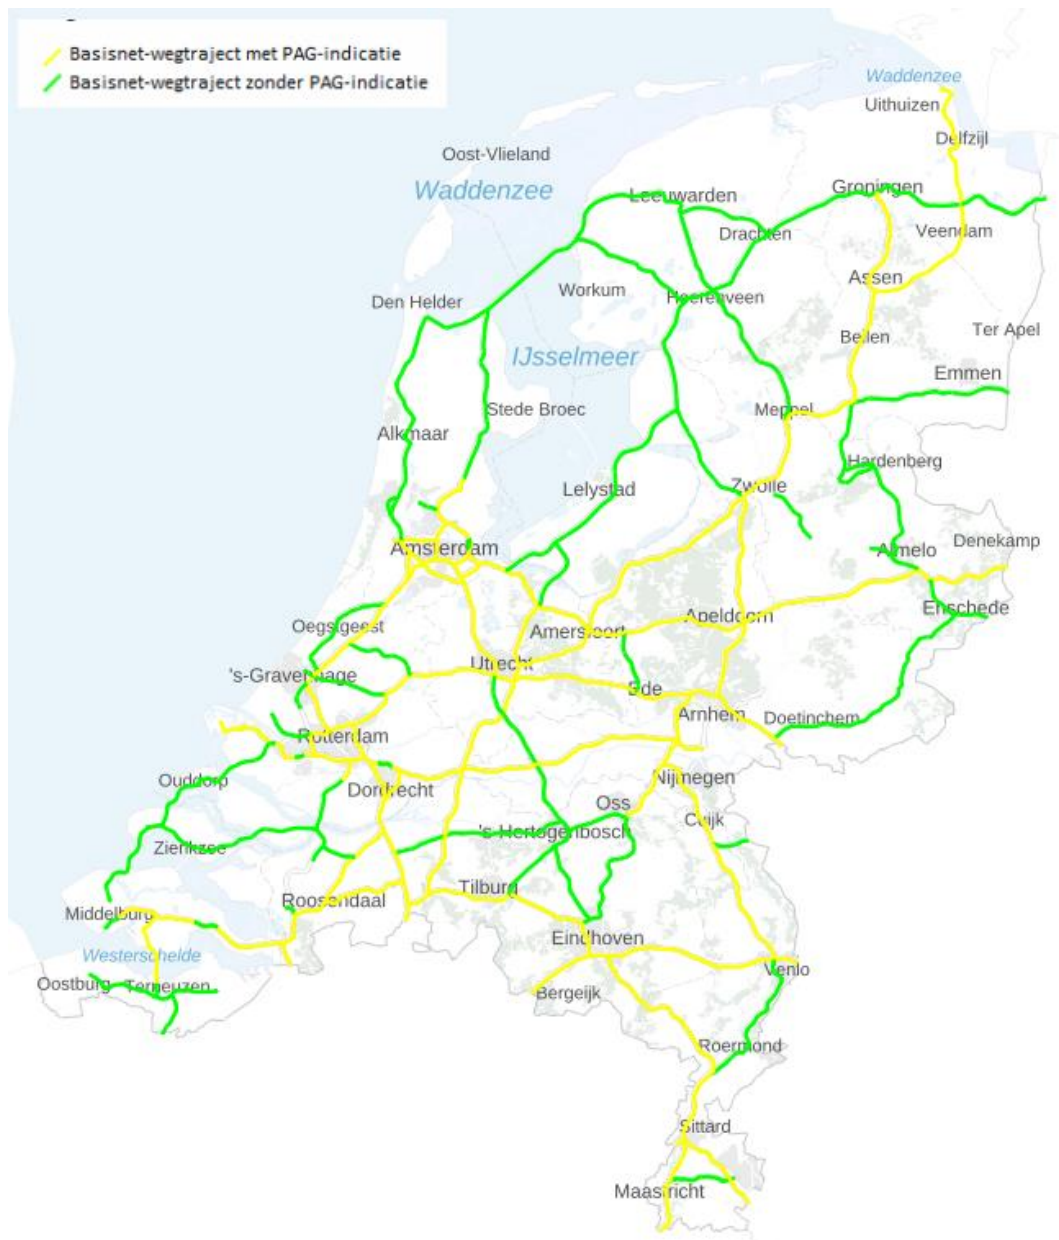 Basisnet-wegtraject met PAG-indicatie
Basisnet-wegtraject zonder PAG-indicatie
Waddenzee
Uithuizen
Delfzijl
Oost-Vlieland
Waddenzee
Leeuwarden
Groningen
Drachten
Veendam
Assen
Workum
Heerenveen
Den Helder
Beilen
Ter Apel
IJsselmeer
Emmen
Stede Broec
Meppel
Alkmaar
Hardenberg
Lelystad
Zwolle
Amsterdam
Almelo
Denekamp
Enschede
Oegstgeest
Amersfoort
Apeldoorn
Utrecht
's-Gravenhage
Ede
Arnhem
Doetinchem
Rotterdam
Ouddorp
Dordrecht
Nijmegen
Oss
Cuijk
's-Hertogenbosch
Zierikzee
Tilburg
Roosendaal
Middelburg
Eindhoven
Westerschelde
Venlo
Oostburg
Terneuzen
Bergeijk
Roermond
Sittard
Maastricht